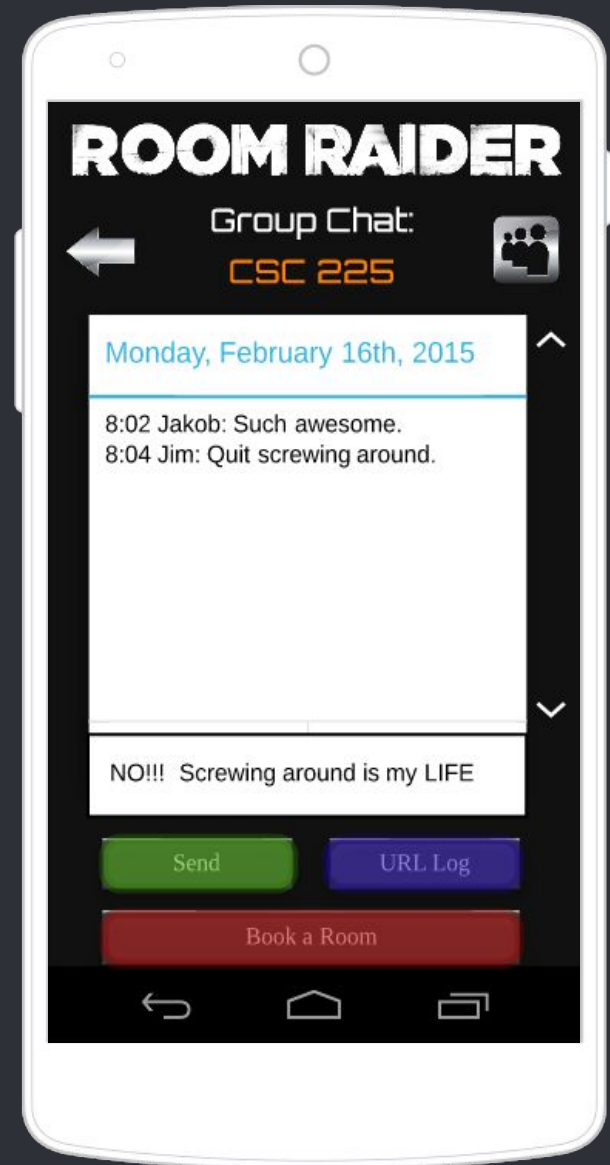 ROOM RAIDER
Group Chat:
CSC 225
Monday, February 16th, 2015
8:02 Jakob: Such awesome.
8:04 Jim: Quit screwing around.
NO!!! Screwing around is my LIFE
Send
URL Log
Book a Room